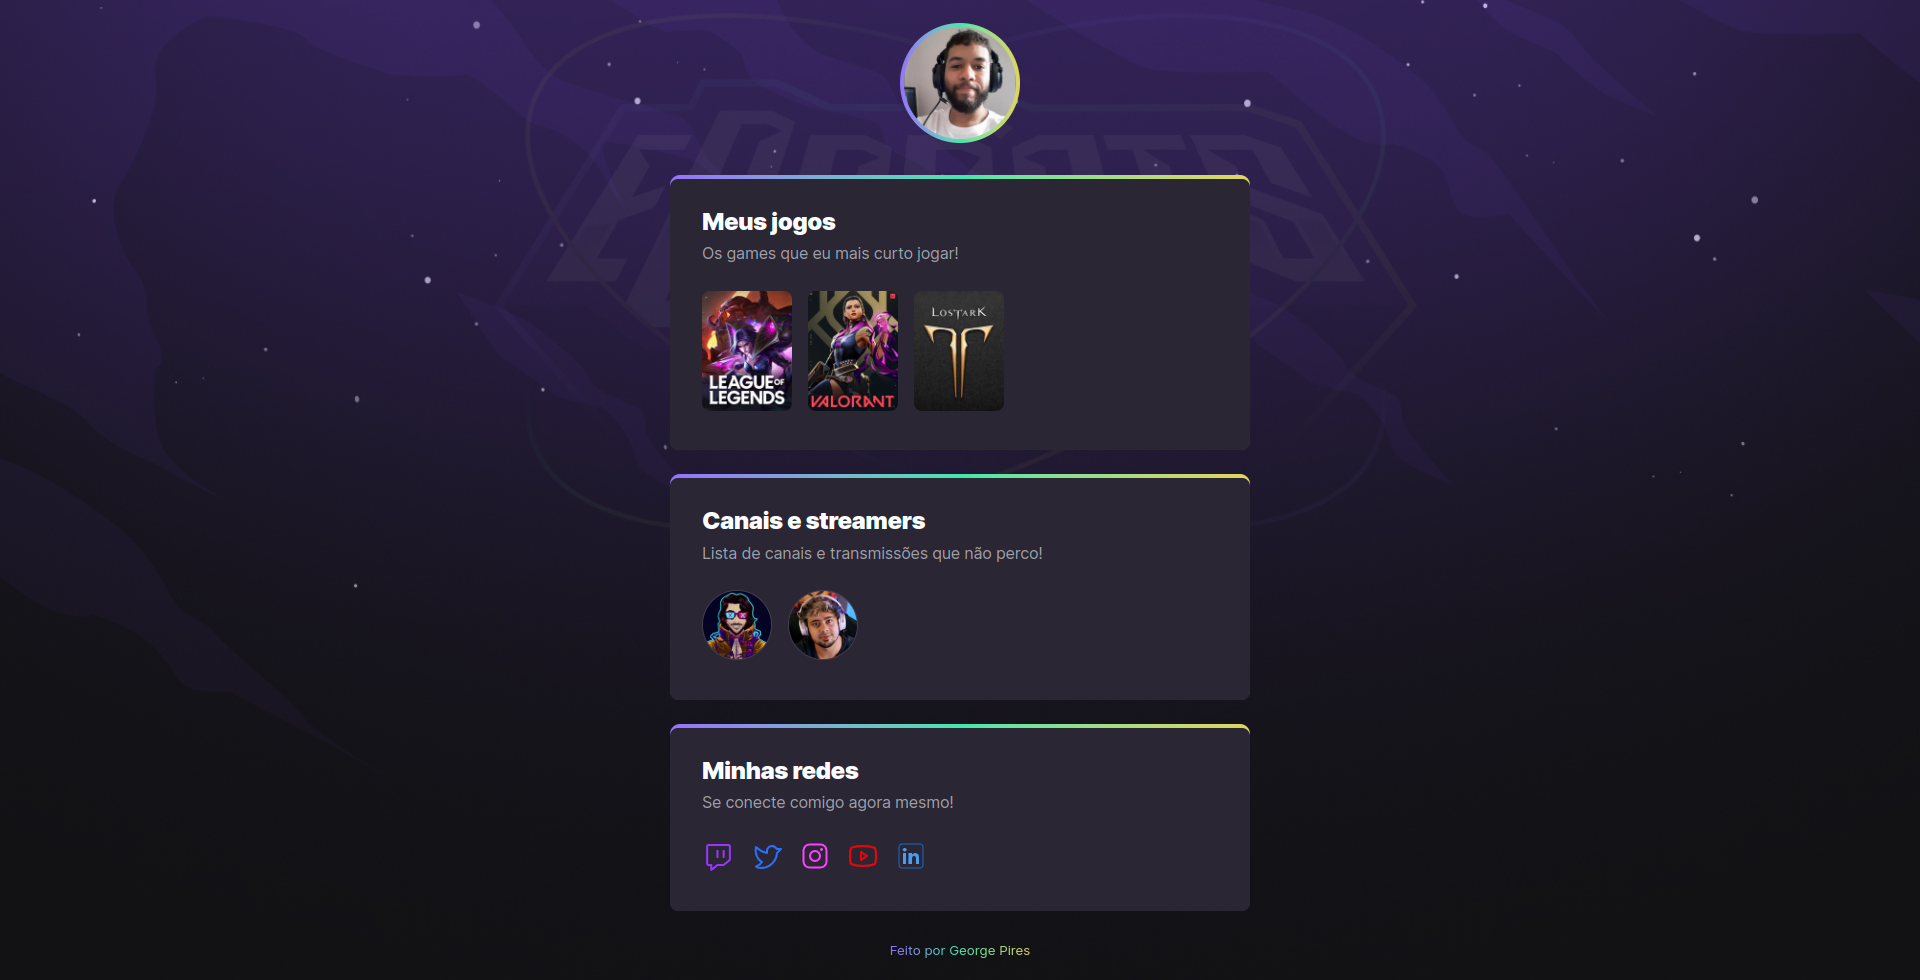 Meus jogos
Os games que eu mais curto jogar!
LEAGUE OF
LEGENDS
VALORANT
LOST ARK
Canais e streamers
Lista de canais e transmissões que não perco!
Minhas redes
Se conecte comigo agora mesmo!
in
Feito por George Pires